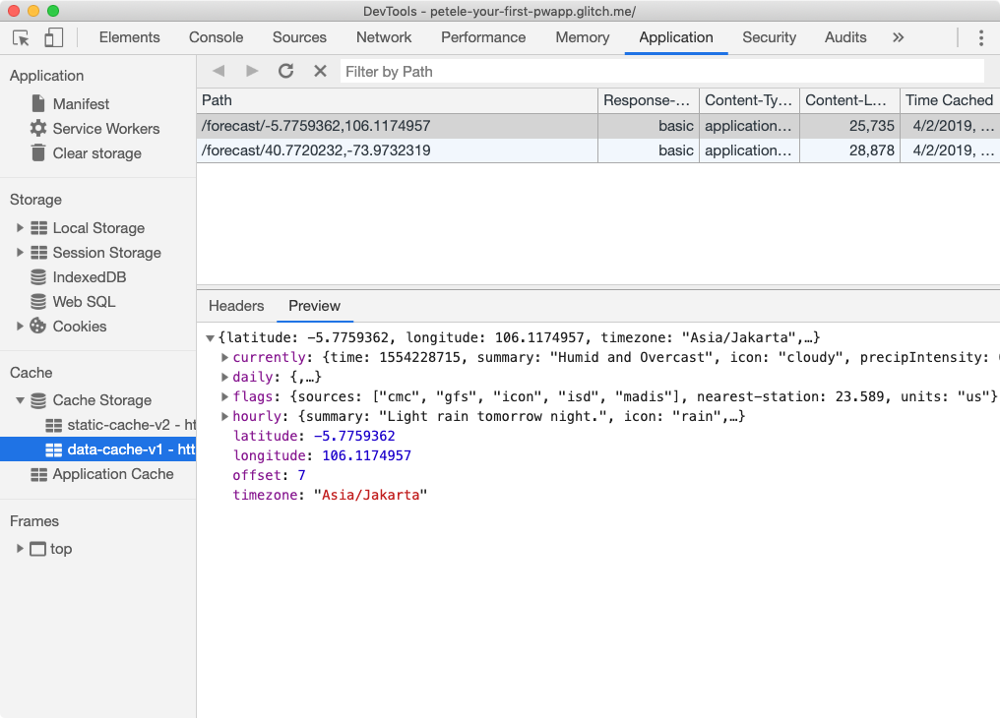 DevTools - petele-your-first-pwapp.glitch.me/
Elements Console Sources Network Performance Memory Application Security Audits »
Application
Manifest
Service Workers
Clear storage
Storage
Local Storage
Session Storage
IndexedDB
Web SQL
Cookies
Cache
Cache Storage
static-cache-v2 - ht
data-cache-v1 - htt
Application Cache
Frames
top
Filter by Path
Path Response-... Content-Ty... Content-L... Time Cached
/forecast/-5.7759362,106.1174957 basic application... 25,735 4/2/2019, ...
/forecast/40.7720232,-73.9732319 basic application... 28,878 4/2/2019, ...
Headers Preview
{latitude: -5.7759362, longitude: 106.1174957, timezone: "Asia/Jakarta",…}
currently: {time: 1554228715, summary: "Humid and Overcast", icon: "cloudy", precipIntensity:
daily: {,…}
flags: {sources: ["cmc", "gfs", "icon", "isd", "madis"], nearest-station: 23.589, units: "us"}
hourly: {summary: "Light rain tomorrow night.", icon: "rain",…}
latitude: -5.7759362
longitude: 106.1174957
offset: 7
timezone: "Asia/Jakarta"